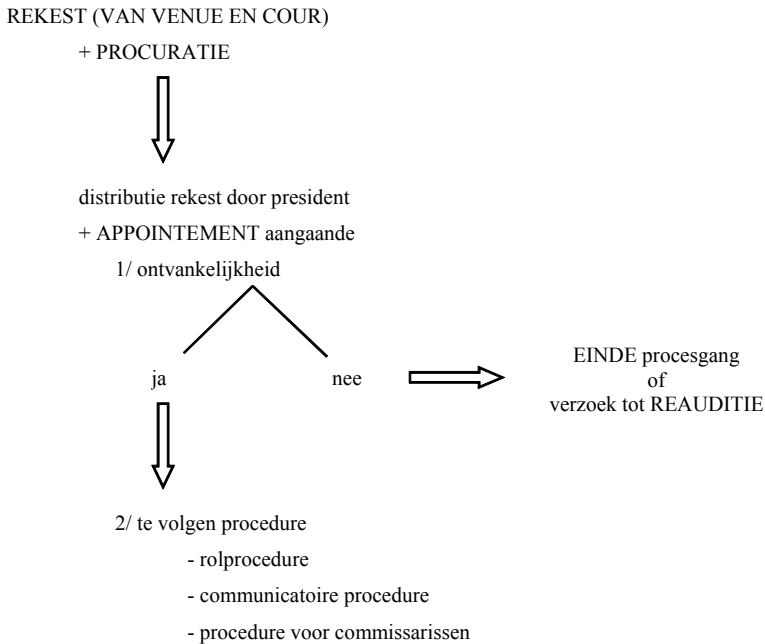 REKEST (VAN VENUE EN COUR)
+ PROCURATIE
distributie rekest door president
+ APPOINTEMENT aangaande
1/ ontvankelijkheid
ja
nee
EINDE procesgang
of
verzoek tot REAUDITIE
2/ te volgen procedure
- rolprocedure
- communicatoire procedure
- procedure voor commissarissen